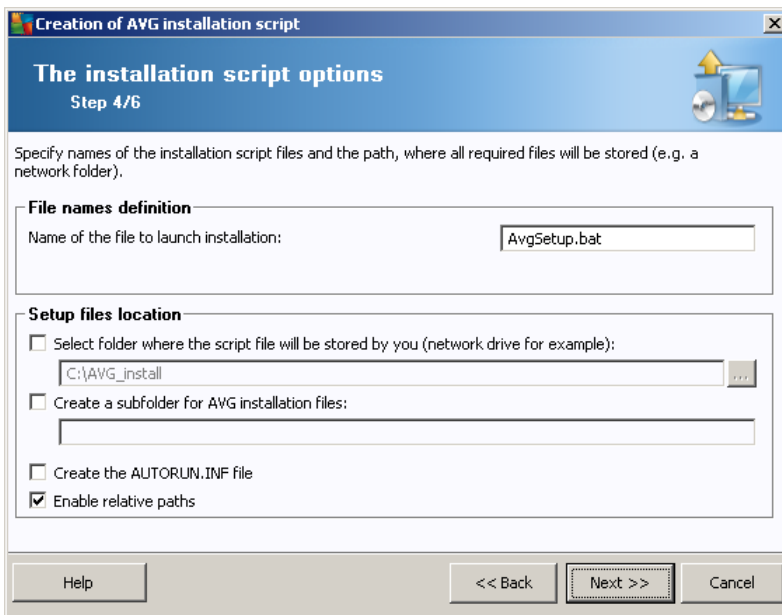 Creation of AVG installation script
The installation script options
Step 4/6
Specify names of the installation script files and the path, where all required files will be stored (e.g. a
network folder).
File names definition
Name of the file to launch installation:
AvgSetup.bat
Setup files location
Select folder where the script file will be stored by you (network drive for example):
C:\AVG_install
...
Create a subfolder for AVG installation files:
Create the AUTORUN.INF file
Enable relative paths
Help
<< Back
Next >>
Cancel